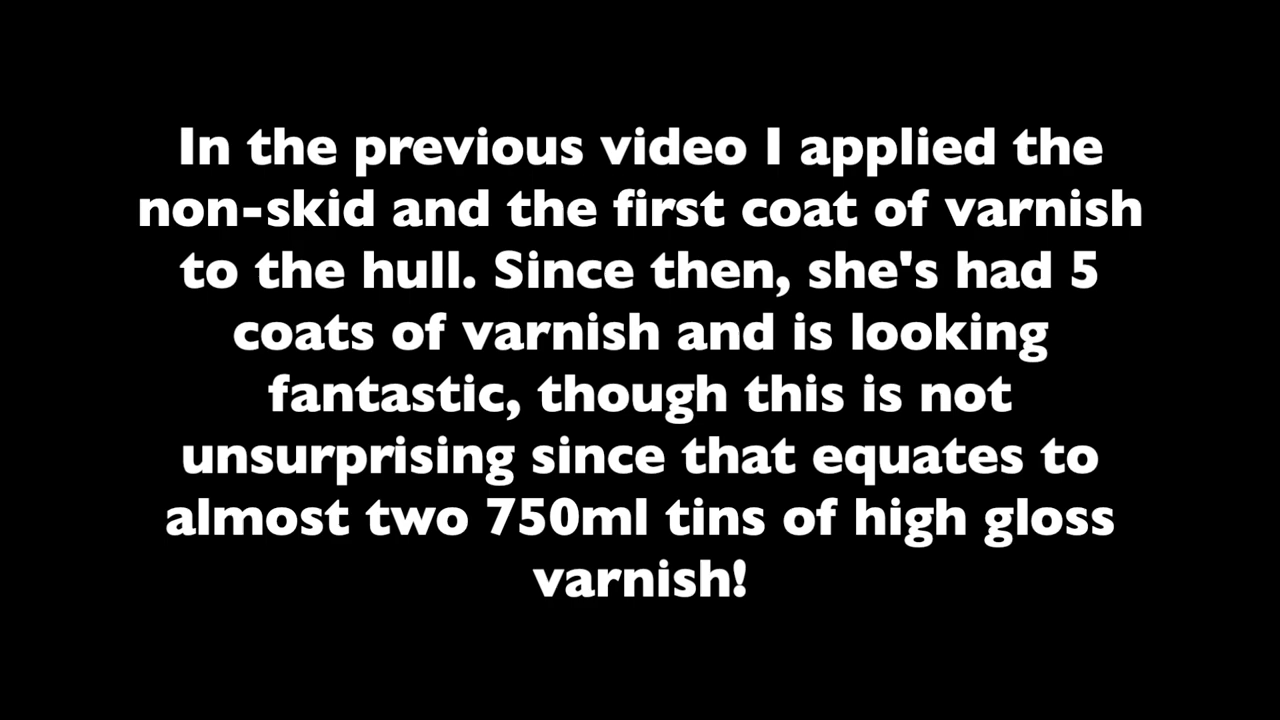 In the previous video I applied the
non-skid and the first coat of varnish
to the hull. Since then, she's had 5
coats of varnish and is looking
fantastic, though this is not
unsurprising since that equates to
almost two 750ml tins of high gloss
varnish!